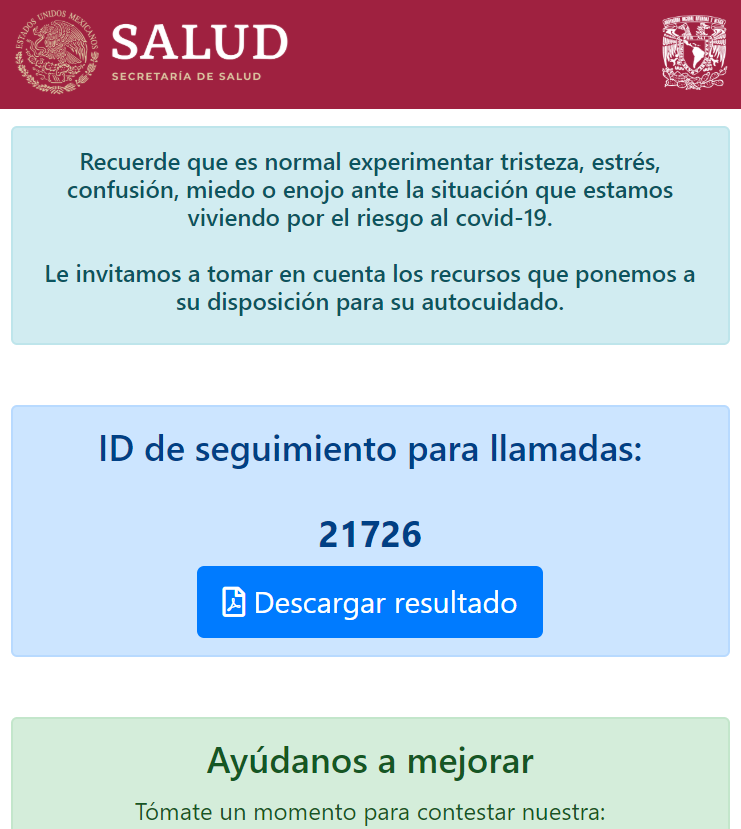 ESTADOS UNIDOS MEXICANOS
SALUD
SECRETARÍA DE SALUD
Recuerde que es normal experimentar tristeza, estrés,
confusión, miedo o enojo ante la situación que estamos
viviendo por el riesgo al covid-19.
Le invitamos a tomar en cuenta los recursos que ponemos a
su disposición para su autocuidado.
ID de seguimiento para llamadas:
21726
Descargar resultado
Ayúdanos a mejorar
Tómate un momento para contestar nuestra: